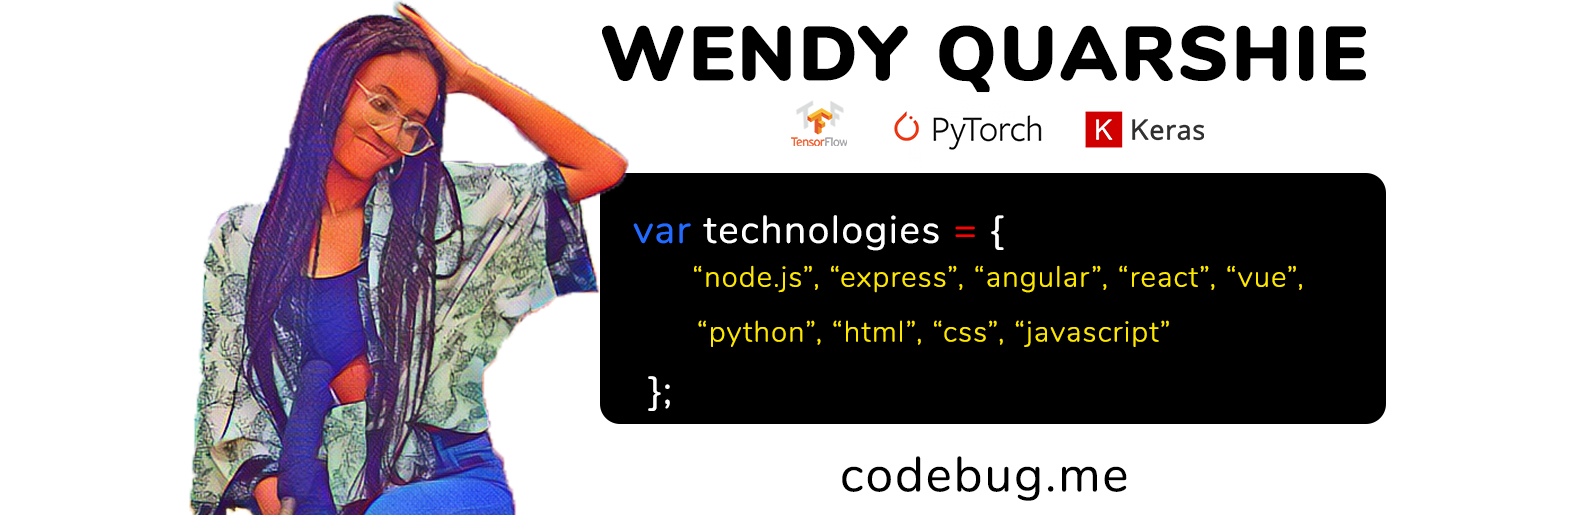 WENDY QUARSHIE
TensorFlow PyTorch K Keras
var technologies = {
“node.js”, “express”, “angular”, “react”, “vue”,
“python”, “html”, “css”, “javascript”
};
codebug.me